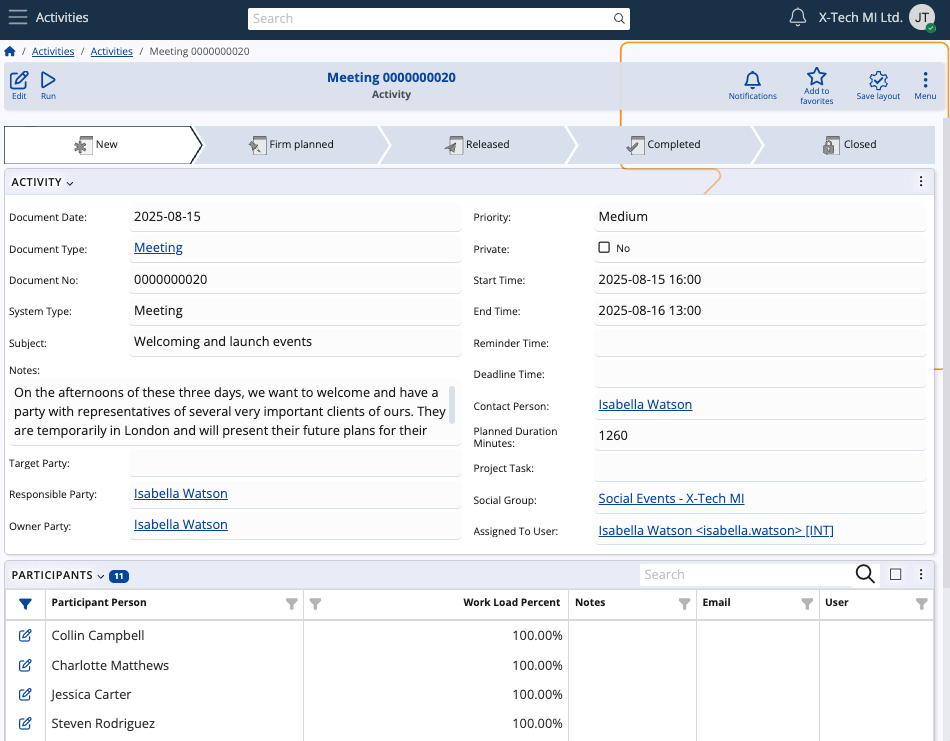 Activities
Search
X-Tech MI Ltd.
JT
/ Activities / Activities / Meeting 0000000020
Edit
Run
Meeting 0000000020
Activity
Notifications
Add to favorites
Save layout
Menu
New
Firm planned
Released
Completed
Closed
ACTIVITY
Document Date: 2025-08-15
Document Type: Meeting
Document No: 0000000020
System Type: Meeting
Subject: Welcoming and launch events
Notes:
On the afternoons of these three days, we want to welcome and have a
party with representatives of several very important clients of ours. They
are temporarily in London and will present their future plans for their
Target Party:
Responsible Party: Isabella Watson
Owner Party: Isabella Watson
Priority: Medium
Private: No
Start Time: 2025-08-15 16:00
End Time: 2025-08-16 13:00
Reminder Time:
Deadline Time:
Contact Person: Isabella Watson
Planned Duration
Minutes: 1260
Project Task:
Social Group: Social Events - X-Tech MI
Assigned To User: Isabella Watson <isabella.watson> [INT]
PARTICIPANTS 11
Search
Participant Person Work Load Percent Notes Email User
Collin Campbell 100.00%
Charlotte Matthews 100.00%
Jessica Carter 100.00%
Steven Rodriguez 100.00%